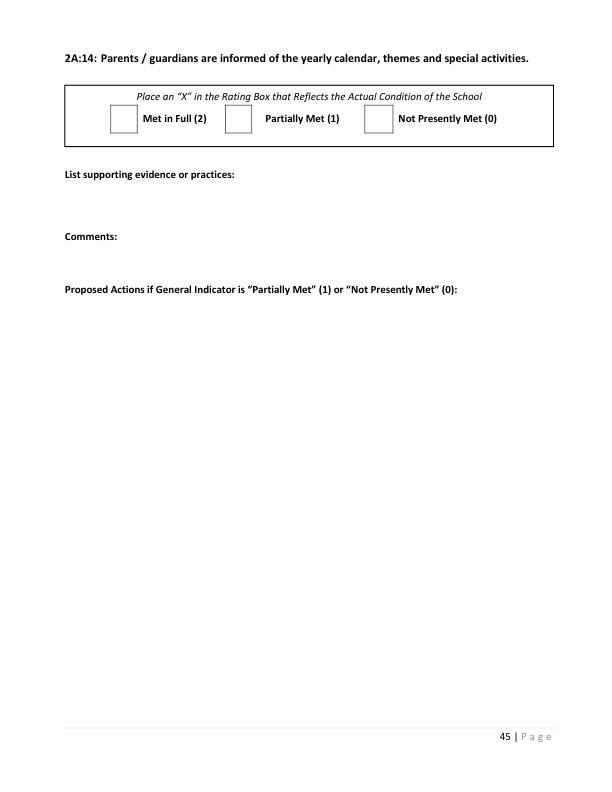 2A:14: Parents / guardians are informed of the yearly calendar, themes and special activities.
Place an “X” in the Rating Box that Reflects the Actual Condition of the School
Met in Full (2) Partially Met (1) Not Presently Met (0)
List supporting evidence or practices:
Comments:
Proposed Actions if General Indicator is “Partially Met” (1) or “Not Presently Met” (0):
45 | Page